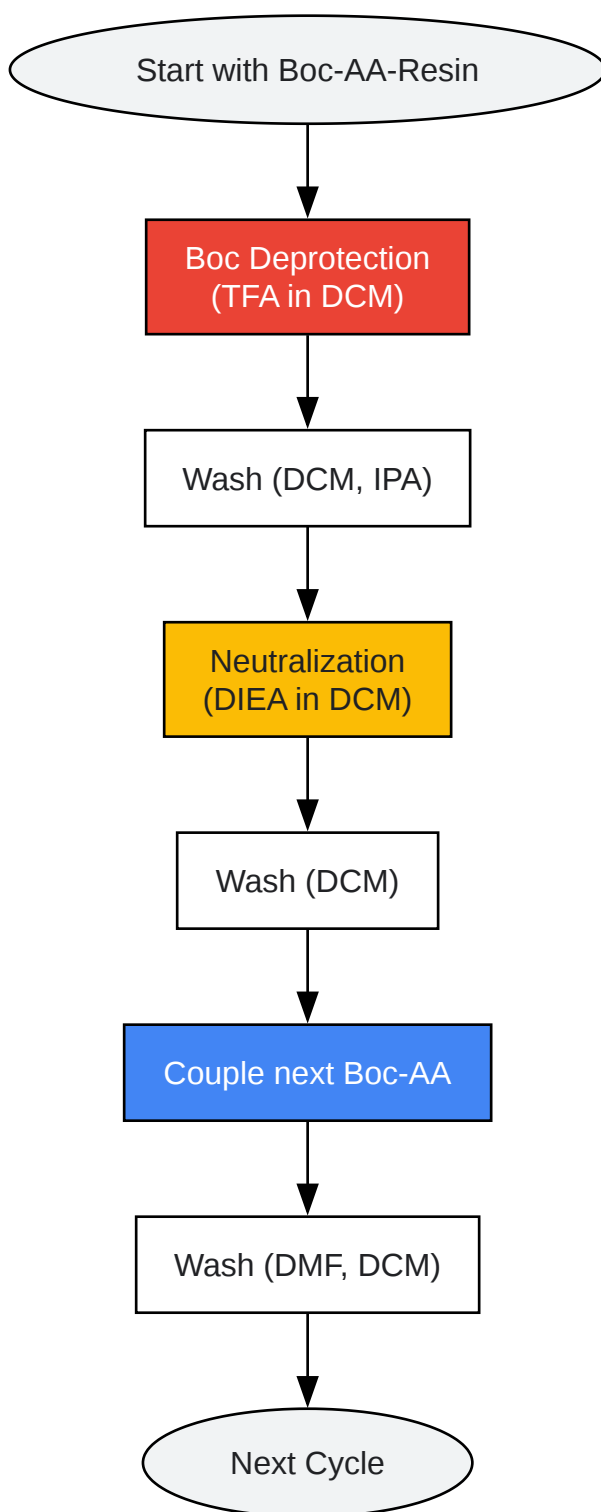 Start with Boc-AA-Resin
Boc Deprotection
(TFA in DCM)
Wash (DCM, IPA)
Neutralization
(DIEA in DCM)
Wash (DCM)
Couple next Boc-AA
Wash (DMF, DCM)
Next Cycle